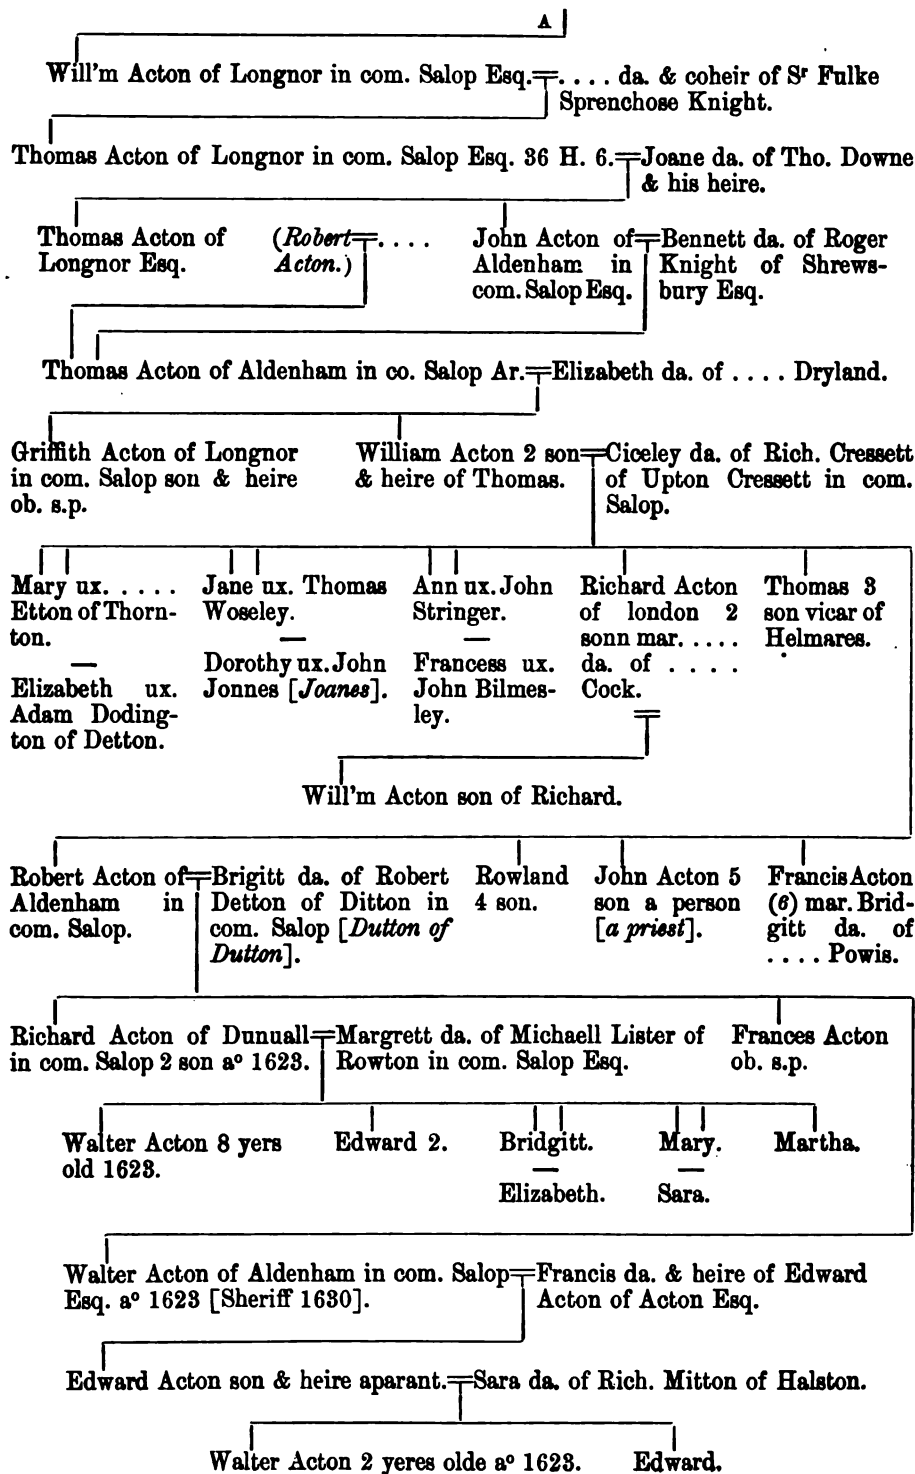 A
Will'm Acton of Longnor in com. Salop Esq. . . . . da. & coheir of Sr Fulke
Sprenchose Knight.
Thomas Acton of Longnor in com. Salop Esq. 36 H. 6. Joane da. of Tho. Downe
& his heire.
Thomas Acton of
Longnor Esq.
(Robert . . . .
Acton.)
John Acton of
Aldenham in
com. Salop Esq.
Bennett da. of Roger
Knight of Shrews-
bury Esq.
Thomas Acton of Aldenham in co. Salop Ar. Elizabeth da. of . . . . Dryland.
Griffith Acton of Longnor
in com. Salop son & heire
ob. s.p.
William Acton 2 son
& heire of Thomas.
Ciceley da. of Rich. Cressett
of Upton Cressett in com.
Salop.
Mary ux. . . . . .
Etton of Thorn-
ton.
—
Elizabeth ux.
Adam Doding-
ton of Detton.
Jane ux. Thomas
Woseley.
—
Dorothy ux. John
Jonnes [Joanes].
Ann ux. John
Stringer.
—
Francess ux.
John Bilmes-
ley.
Richard Acton
of london 2
sonn mar. . . . .
da. of . . . .
Cock.
Thomas 3
son vicar of
Helmares.
Will'm Acton son of Richard.
Robert Acton of
Aldenham in
com. Salop.
Brigitt da. of Robert
Detton of Ditton in
com. Salop [Dutton of
Dutton].
Rowland
4 son.
John Acton 5
son a person
[a priest].
Francis Acton
(6) mar. Brid-
gitt da. of
. . . . Powis.
Richard Acton of Dunuall
in com. Salop 2 son ao 1623.
Margrett da. of Michaell Lister of
Rowton in com. Salop Esq.
Frances Acton
ob. s.p.
Walter Acton 8 yers
old 1623.
Edward 2.
Bridgitt.
—
Elizabeth.
Mary.
—
Sara.
Martha.
Walter Acton of Aldenham in com. Salop
Esq. ao 1623 [Sheriff 1630].
Francis da. & heire of Edward
Acton of Acton Esq.
Edward Acton son & heire aparant. Sara da. of Rich. Mitton of Halston.
Walter Acton 2 yeres olde ao 1623. Edward.